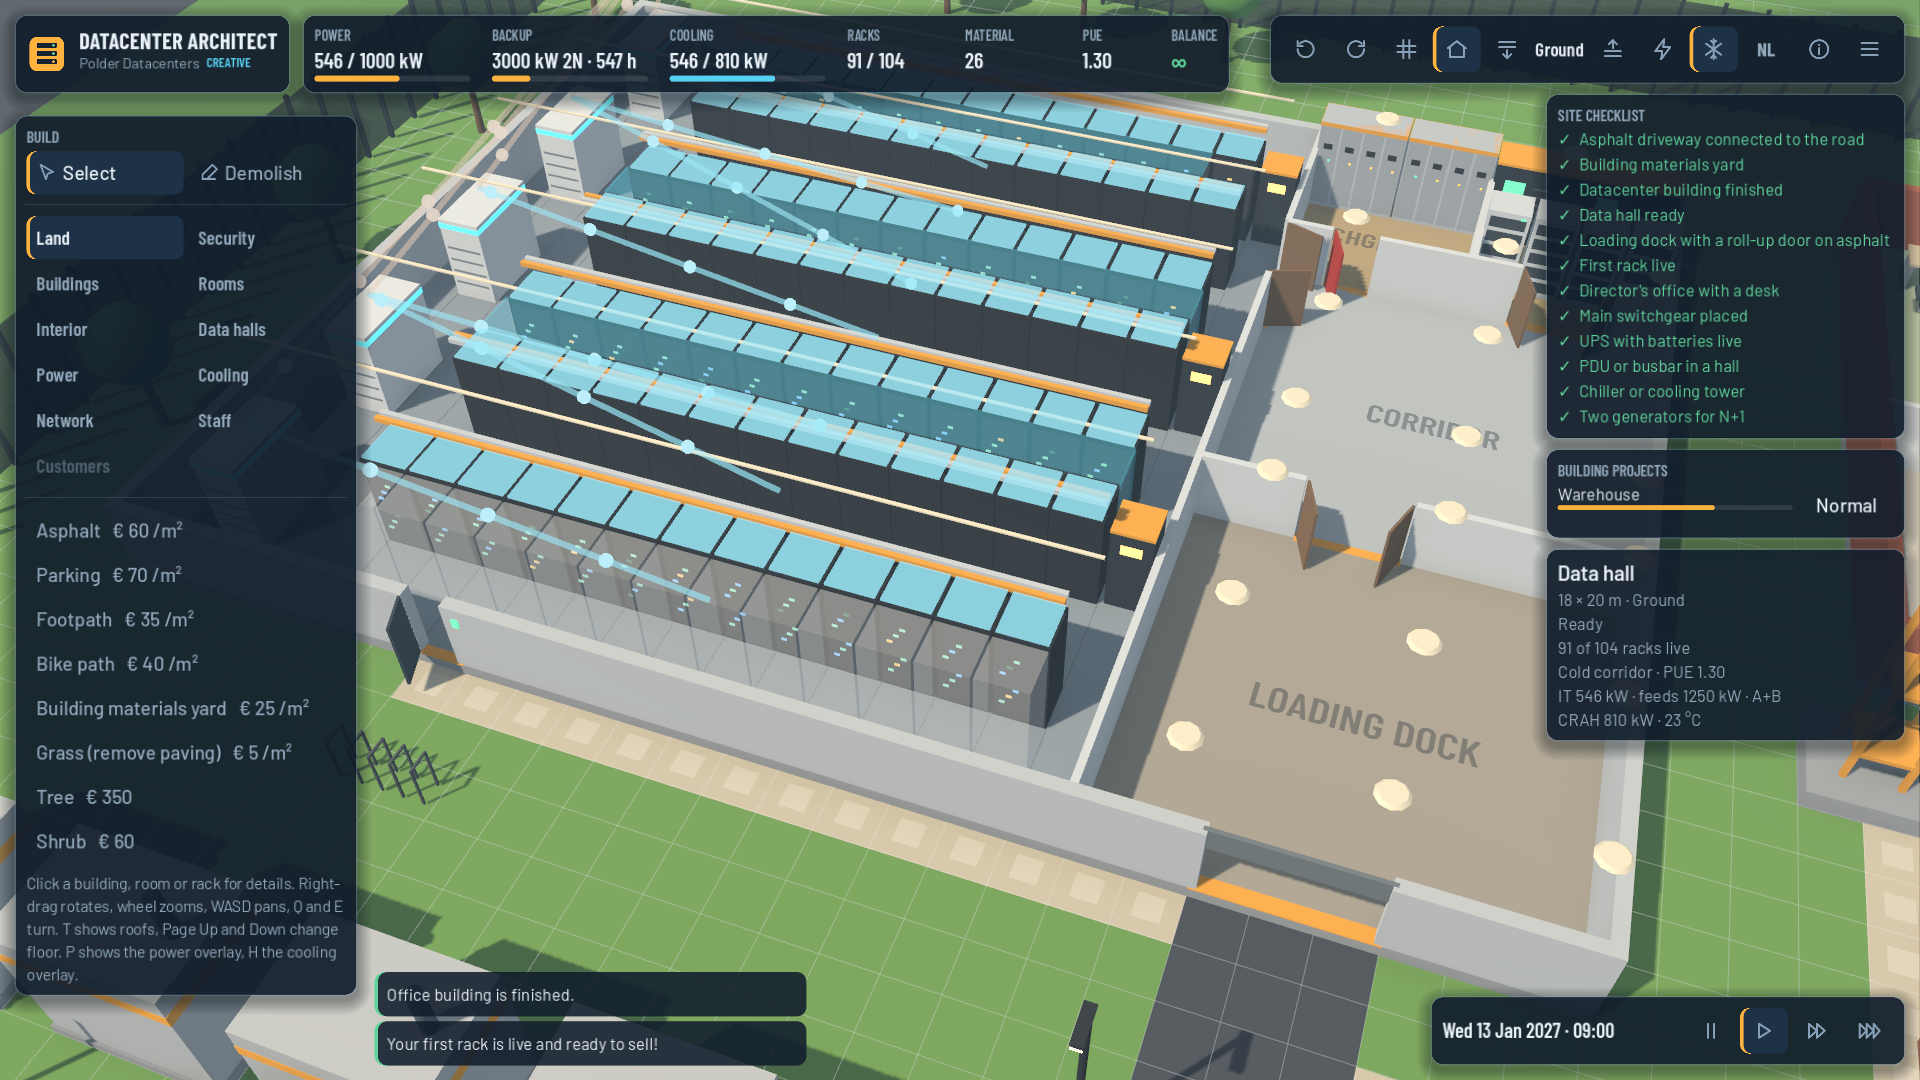 DATACENTER ARCHITECT
Polder Datacenters CREATIVE
POWER
546 / 1000 kW
BACKUP
3000 kW 2N · 547 h
COOLING
546 / 810 kW
RACKS
91 / 104
MATERIAL
26
PUE
1.30
BALANCE
∞
Ground
NL
BUILD
Select
Demolish
Land
Security
Buildings
Rooms
Interior
Data halls
Power
Cooling
Network
Staff
Customers
Asphalt € 60 /m²
Parking € 70 /m²
Footpath € 35 /m²
Bike path € 40 /m²
Building materials yard € 25 /m²
Grass (remove paving) € 5 /m²
Tree € 350
Shrub € 60
Click a building, room or rack for details. Right-
drag rotates, wheel zooms, WASD pans, Q and E
turn. T shows roofs, Page Up and Down change
floor. P shows the power overlay, H the cooling
overlay.
CORRIDOR
LOADING DOCK
Office building is finished.
Your first rack is live and ready to sell!
SITE CHECKLIST
✓ Asphalt driveway connected to the road
✓ Building materials yard
✓ Datacenter building finished
✓ Data hall ready
✓ Loading dock with a roll-up door on asphalt
✓ First rack live
✓ Director's office with a desk
✓ Main switchgear placed
✓ UPS with batteries live
✓ PDU or busbar in a hall
✓ Chiller or cooling tower
✓ Two generators for N+1
BUILDING PROJECTS
Warehouse
Normal
Data hall
18 × 20 m · Ground
Ready
91 of 104 racks live
Cold corridor · PUE 1.30
IT 546 kW · feeds 1250 kW · A+B
CRAH 810 kW · 23 °C
Wed 13 Jan 2027 · 09:00